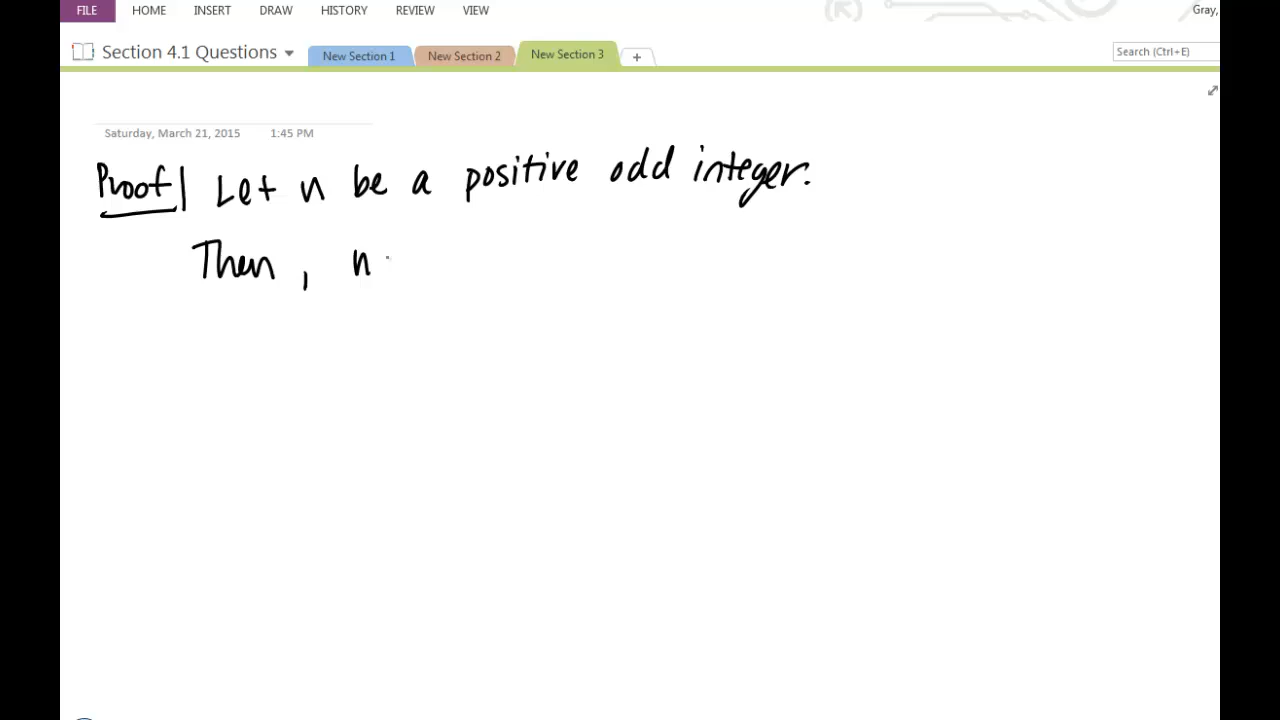 FILE HOME INSERT DRAW HISTORY REVIEW VIEW Gray,
Section 4.1 Questions New Section 1 New Section 2 New Section 3 + Search (Ctrl+E)
Saturday, March 21, 2015 1:45 PM
Proof| Let n be a positive odd integer.
Then, n